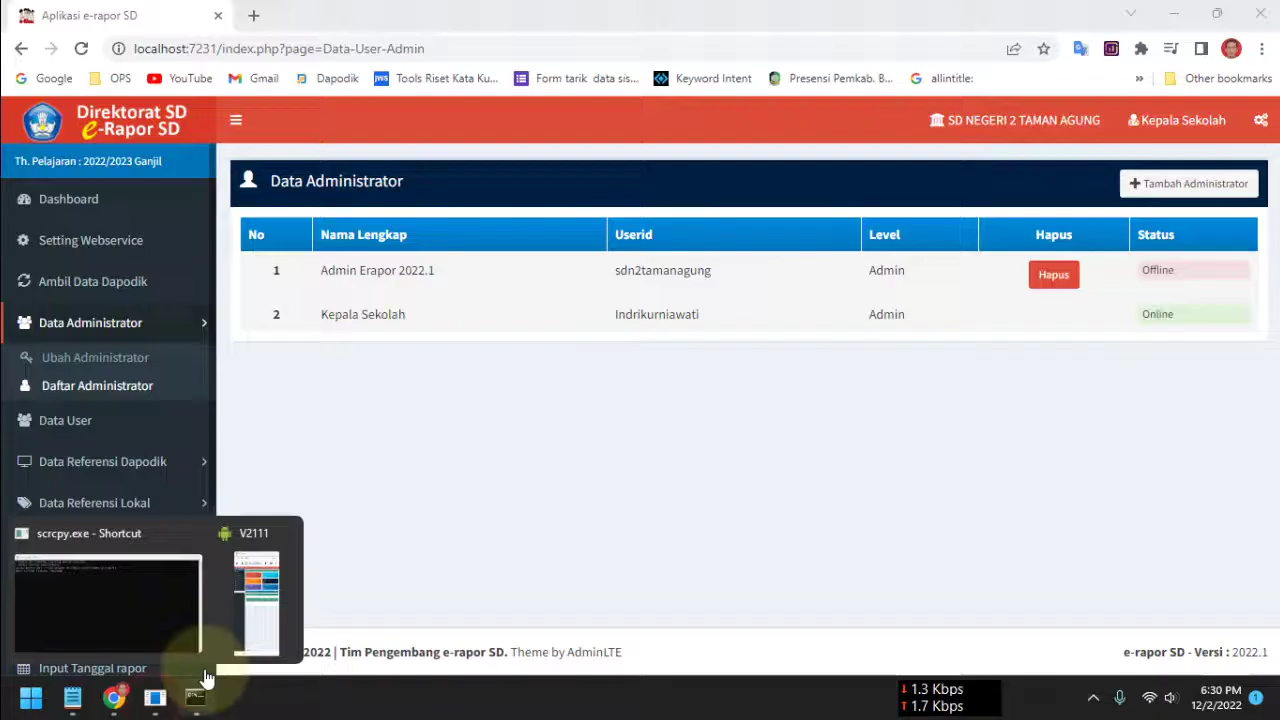 Aplikasi e-rapor SD
localhost:7231/index.php?page=Data-User-Admin
Google OPS YouTube Gmail Dapodik Tools Riset Kata Ku... Form tarik data sis... Keyword Intent Presensi Pemkab. B... allintitle: » Other bookmarks
Direktorat SD
e-Rapor SD
SD NEGERI 2 TAMAN AGUNG Kepala Sekolah
Th. Pelajaran : 2022/2023 Ganjil
Dashboard
Setting Webservice
Ambil Data Dapodik
Data Administrator
Ubah Administrator
Daftar Administrator
Data User
Data Referensi Dapodik
Data Referensi Lokal
Data Administrator
Tambah Administrator
No Nama Lengkap Userid Level Hapus Status
1 Admin Erapor 2022.1 sdn2tamanagung Admin Hapus Offline
2 Kepala Sekolah Indrikurniawati Admin Online
scrcpy.exe - Shortcut V2111
Input Tanggal rapor
2022 | Tim Pengembang e-rapor SD. Theme by AdminLTE
e-rapor SD - Versi : 2022.1
1.3 Kbps
1.7 Kbps
6:30 PM
12/2/2022
1